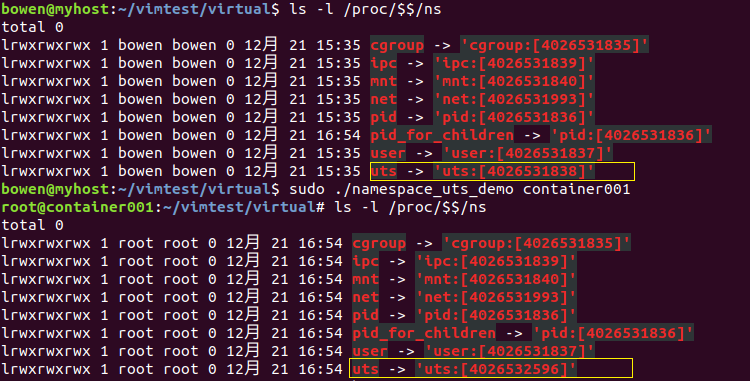 bowen@myhost:~/vimtest/virtual$ ls -l /proc/$$/ns
total 0
lrwxrwxrwx 1 bowen bowen 0 12月 21 15:35 cgroup -> 'cgroup:[4026531835]'
lrwxrwxrwx 1 bowen bowen 0 12月 21 15:35 ipc -> 'ipc:[4026531839]'
lrwxrwxrwx 1 bowen bowen 0 12月 21 15:35 mnt -> 'mnt:[4026531840]'
lrwxrwxrwx 1 bowen bowen 0 12月 21 15:35 net -> 'net:[4026531993]'
lrwxrwxrwx 1 bowen bowen 0 12月 21 15:35 pid -> 'pid:[4026531836]'
lrwxrwxrwx 1 bowen bowen 0 12月 21 16:54 pid_for_children -> 'pid:[4026531836]'
lrwxrwxrwx 1 bowen bowen 0 12月 21 15:35 user -> 'user:[4026531837]'
lrwxrwxrwx 1 bowen bowen 0 12月 21 15:35 uts -> 'uts:[4026531838]'
bowen@myhost:~/vimtest/virtual$ sudo ./namespace_uts_demo container001
root@container001:~/vimtest/virtual# ls -l /proc/$$/ns
total 0
lrwxrwxrwx 1 root root 0 12月 21 16:54 cgroup -> 'cgroup:[4026531835]'
lrwxrwxrwx 1 root root 0 12月 21 16:54 ipc -> 'ipc:[4026531839]'
lrwxrwxrwx 1 root root 0 12月 21 16:54 mnt -> 'mnt:[4026531840]'
lrwxrwxrwx 1 root root 0 12月 21 16:54 net -> 'net:[4026531993]'
lrwxrwxrwx 1 root root 0 12月 21 16:54 pid -> 'pid:[4026531836]'
lrwxrwxrwx 1 root root 0 12月 21 16:54 pid_for_children -> 'pid:[4026531836]'
lrwxrwxrwx 1 root root 0 12月 21 16:54 user -> 'user:[4026531837]'
lrwxrwxrwx 1 root root 0 12月 21 16:54 uts -> 'uts:[4026532596]'